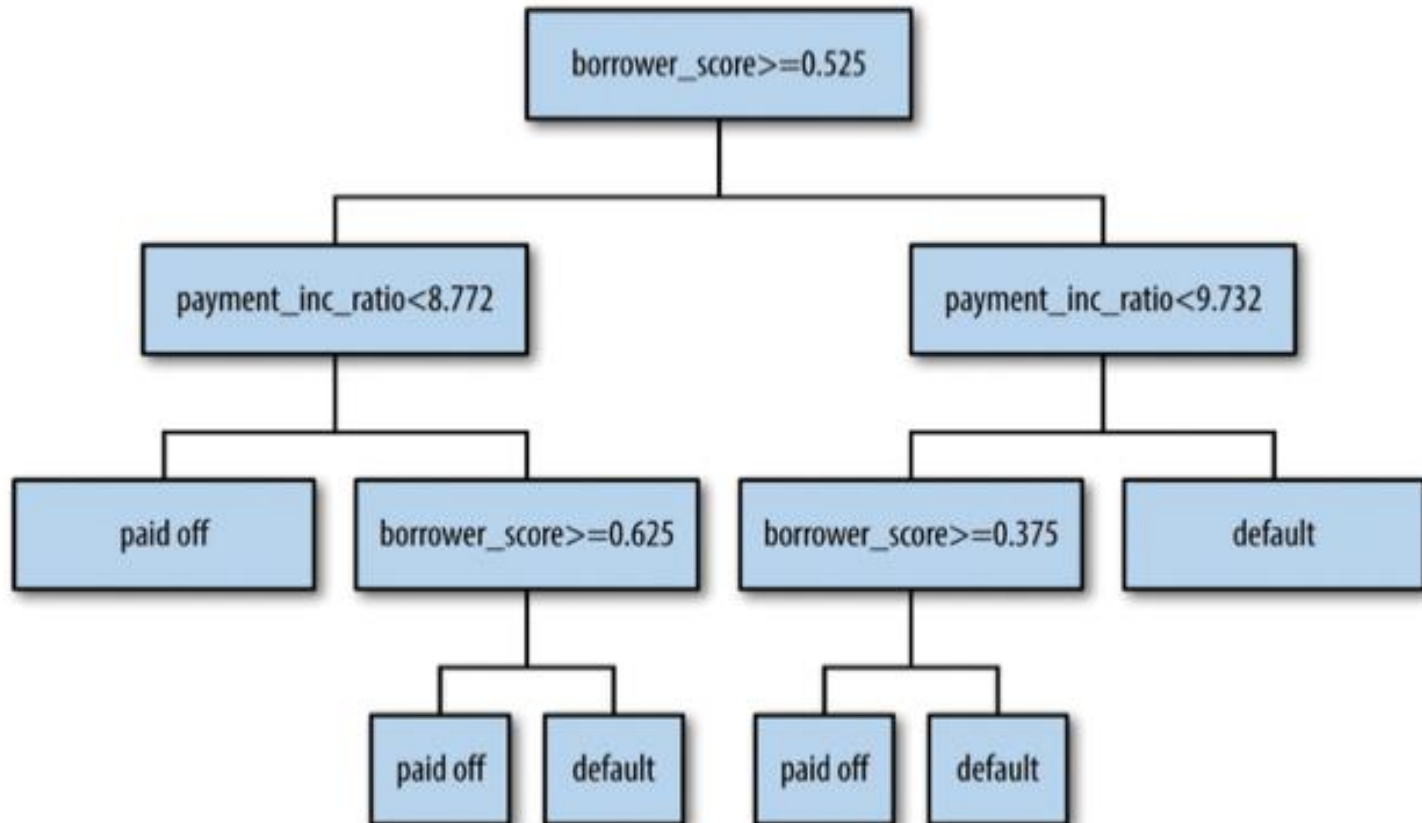 borrower_score>=0.525
payment_inc_ratio<8.772
payment_inc_ratio<9.732
paid off
borrower_score>=0.625
borrower_score>=0.375
default
paid off
default
paid off
default